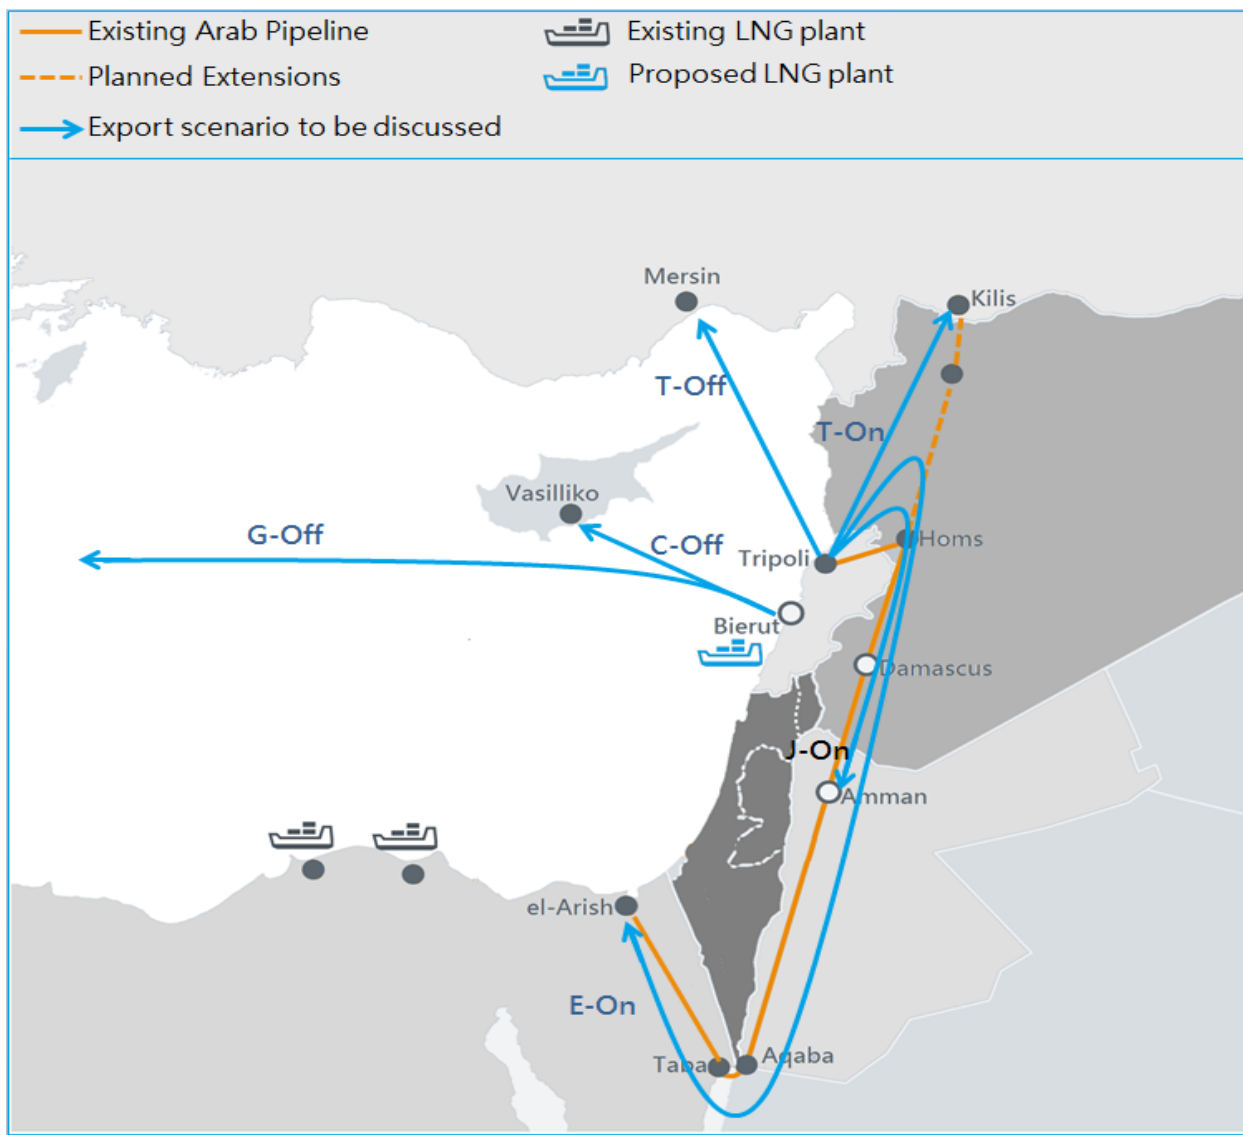 Existing Arab Pipeline
Existing LNG plant
Planned Extensions
Proposed LNG plant
Export scenario to be discussed
Mersin
Kilis
T-Off
T-On
Vasilliko
G-Off
C-Off
Tripoli
Homs
Bierut
Damascus
J-On
Amman
el-Arish
E-On
Taba
Aqaba